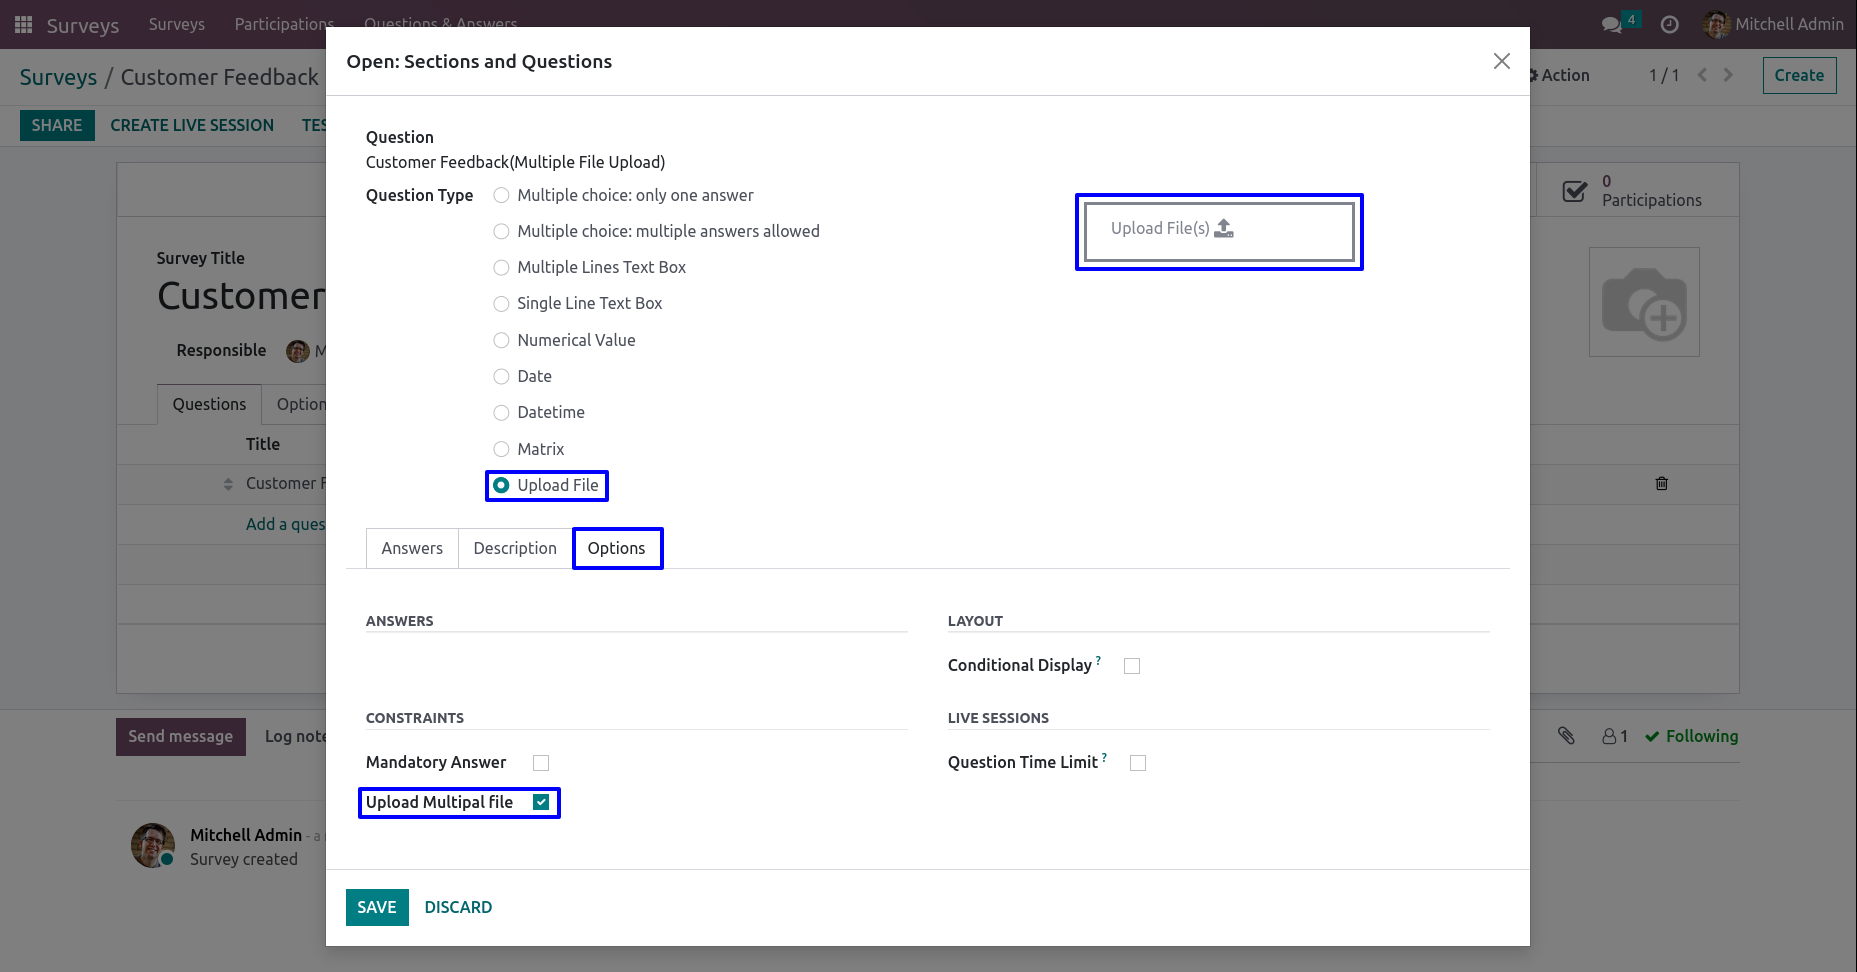 Surveys Surveys Participations Questions & Answers 4 Mitchell Admin
Open: Sections and Questions
Surveys / Customer Feedback Action 1 / 1 Create
SHARE CREATE LIVE SESSION TES
Question
Customer Feedback(Multiple File Upload)
Question Type Multiple choice: only one answer
Multiple choice: multiple answers allowed
Multiple Lines Text Box
Single Line Text Box
Numerical Value
Date
Datetime
Matrix
Upload File
Upload File(s)
0
Participations
Survey Title
Customer
Responsible M
Questions Option
Title
Customer F
Add a ques
Answers Description Options
ANSWERS
LAYOUT
Conditional Display ?
CONSTRAINTS
LIVE SESSIONS
Mandatory Answer
Question Time Limit ?
Upload Multipal file
Send message Log note 1 Following
Mitchell Admin - a
Survey created
SAVE DISCARD